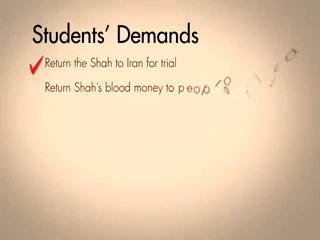 Students' Demands
Return the Shah to Iran for trial
Return Shah's blood money to